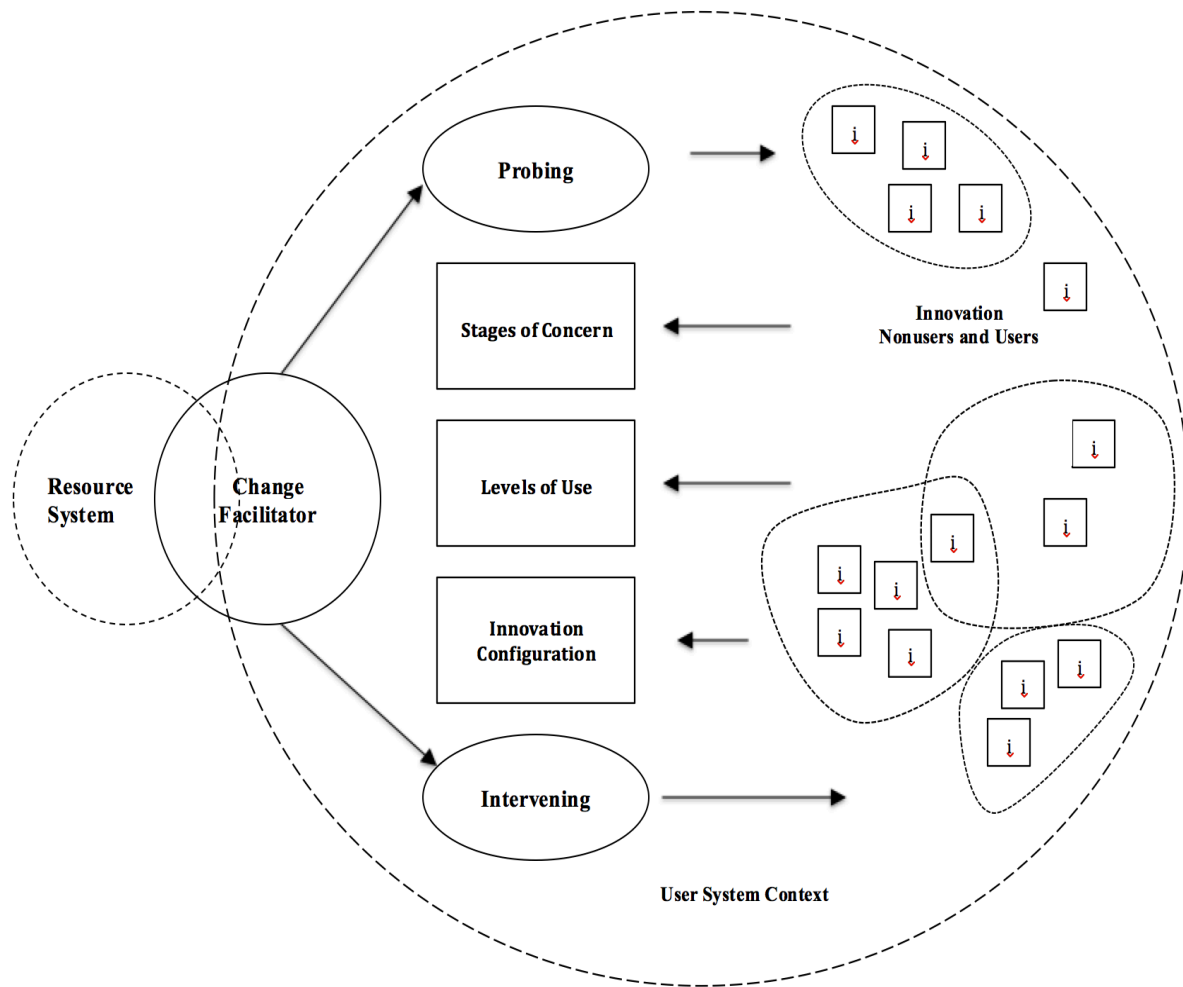 Probing
i
i
i
i
Stages of Concern
i
Innovation
Nonusers and Users
Resource
System
Change
Facilitator
Levels of Use
i
i
i
i
i
i
i
Innovation
Configuration
i
i
i
Intervening
User System Context